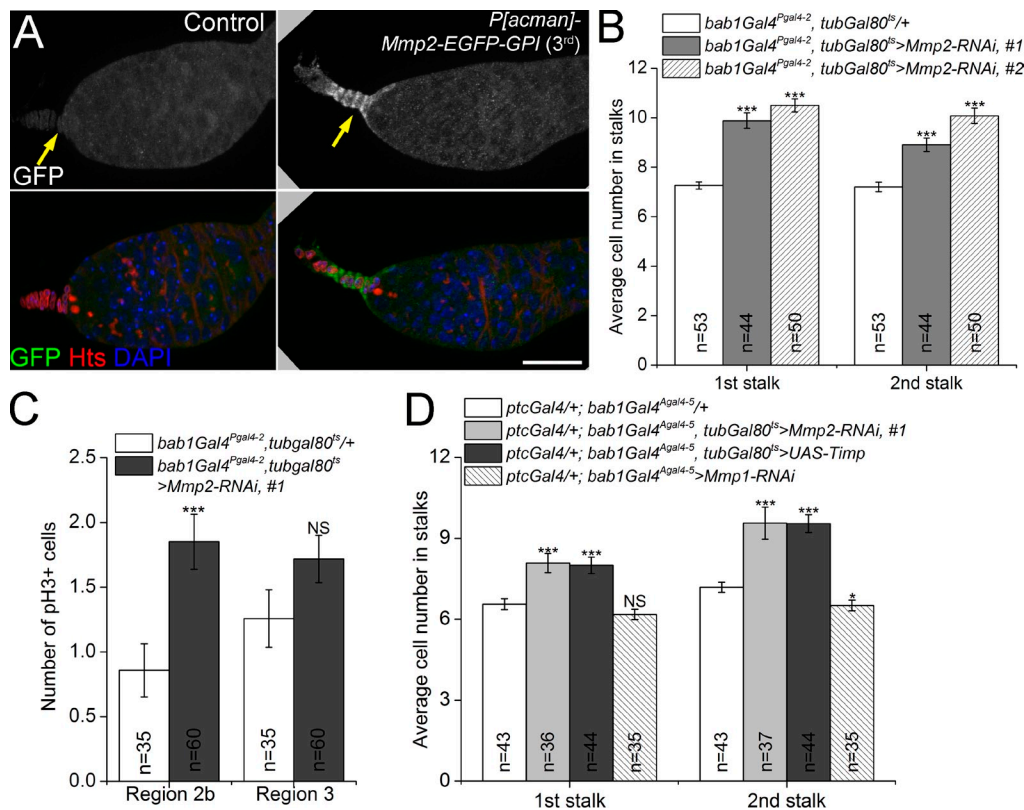 A
Control
P[acman]-
Mmp2-EGFP-GPI (3rd)
GFP
GFP Hts DAPI
B
bab1Gal4Pgal4-2, tubGal80ts/+
bab1Gal4Pgal4-2, tubGal80ts>Mmp2-RNAi, #1
bab1Gal4Pgal4-2, tubGal80ts>Mmp2-RNAi, #2
Average cell number in stalks
12
10
8
6
4
2
0
***
***
***
***
n=53
n=44
n=50
n=53
n=44
n=50
1st stalk
2nd stalk
C
bab1Gal4Pgal4-2,tubgal80ts/+
bab1Gal4Pgal4-2,tubgal80ts
>Mmp2-RNAi, #1
Number of pH3+ cells
2.5
2.0
1.5
1.0
0.5
0.0
***
NS
n=35
n=60
n=35
n=60
Region 2b
Region 3
D
ptcGal4/+; bab1Gal4Agal4-5/+
ptcGal4/+; bab1Gal4Agal4-5, tubGal80ts>Mmp2-RNAi, #1
ptcGal4/+; bab1Gal4Agal4-5, tubGal80ts>UAS-Timp
ptcGal4/+; bab1Gal4Agal4-5>Mmp1-RNAi
Average cell number in stalks
12
9
6
3
0
***
***
NS
***
***
*
n=43
n=36
n=44
n=35
n=43
n=37
n=44
n=35
1st stalk
2nd stalk